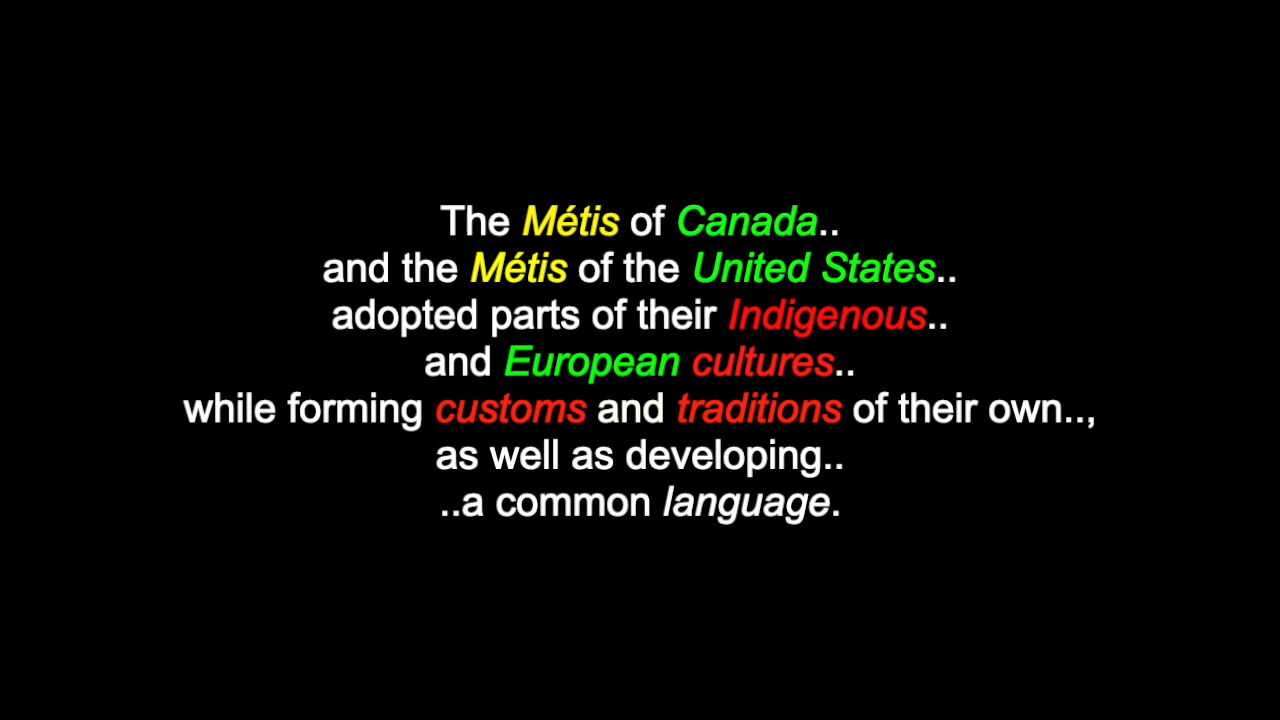 The Métis of Canada..
and the Métis of the United States..
adopted parts of their Indigenous..
and European cultures..
while forming customs and traditions of their own..,
as well as developing..
..a common language.